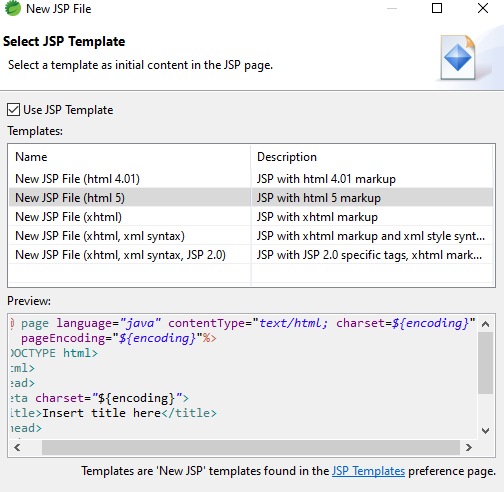 New JSP File
Select JSP Template
Select a template as initial content in the JSP page.
Use JSP Template
Templates:
Name Description
New JSP File (html 4.01) JSP with html 4.01 markup
New JSP File (html 5) JSP with html 5 markup
New JSP File (xhtml) JSP with xhtml markup
New JSP File (xhtml, xml syntax) JSP with xhtml markup and xml style synt...
New JSP File (xhtml, xml syntax, JSP 2.0) JSP with JSP 2.0 specific tags, xhtml mark...
Preview:
@ page language="java" contentType="text/html; charset=${encoding}"
pageEncoding="${encoding}"%>
DOCTYPE html>
tml>
ead>
eta charset="${encoding}">
itle>Insert title here</title>
head>
Templates are 'New JSP' templates found in the JSP Templates preference page.